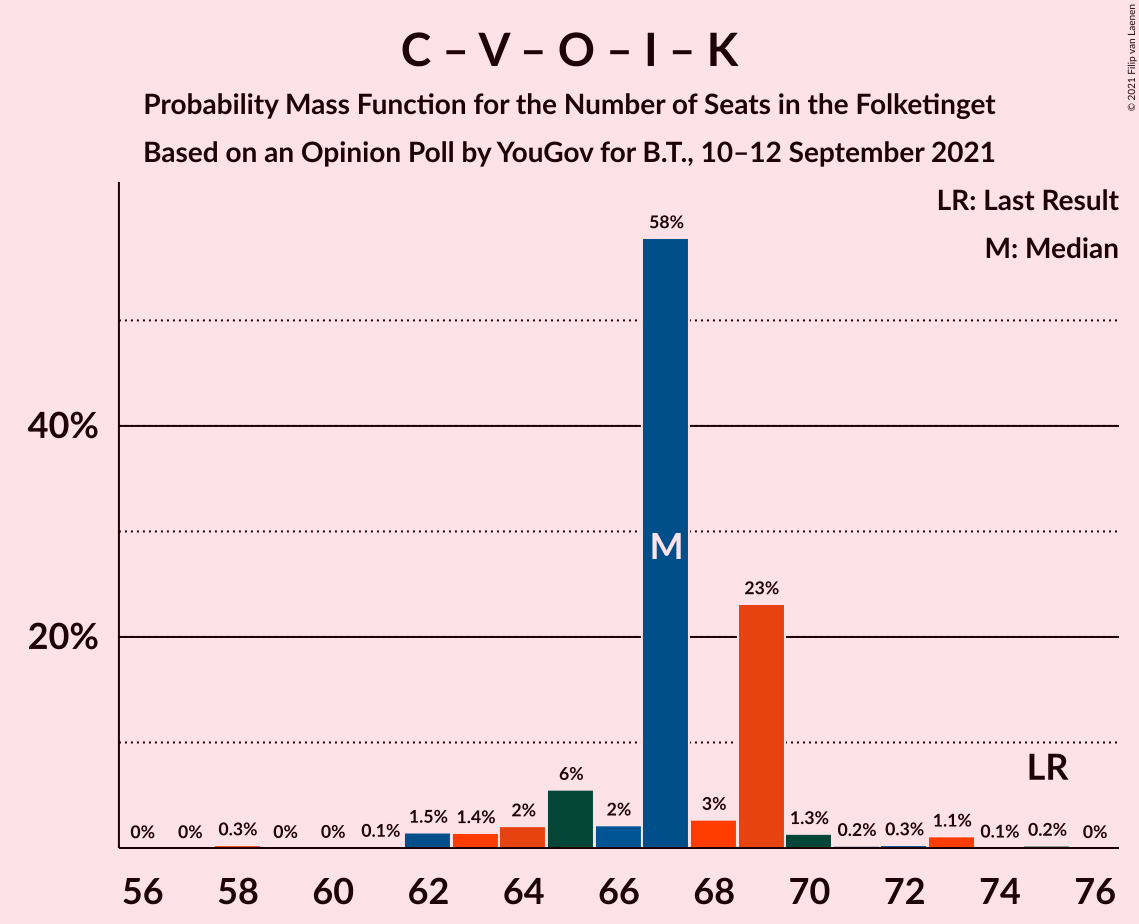 C – V – O – I – K
Probability Mass Function for the Number of Seats in the Folketinget
Based on an Opinion Poll by YouGov for B.T., 10–12 September 2021
© 2021 Filip van Laenen
LR: Last Result
M: Median
58%
40%
M
23%
20%
LR
6%
0% 0% 0.3% 0% 0% 0.1% 1.5% 1.4% 2% 2% 3% 1.3% 0.2% 0.3% 1.1% 0.1% 0.2% 0%
56 58 60 62 64 66 68 70 72 74 76